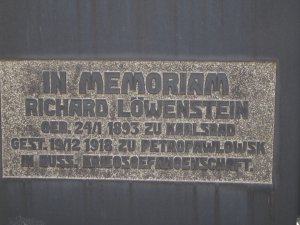 IN MEMORIAM
RICHARD LÖWENSTEIN
GEB. 24/1 1893 ZU KARLSBAD
GEST. 19/12 1918 ZU PETROPAWLOWSK
IN RUSS. KRIEGSGEFANGENSCHAFT.